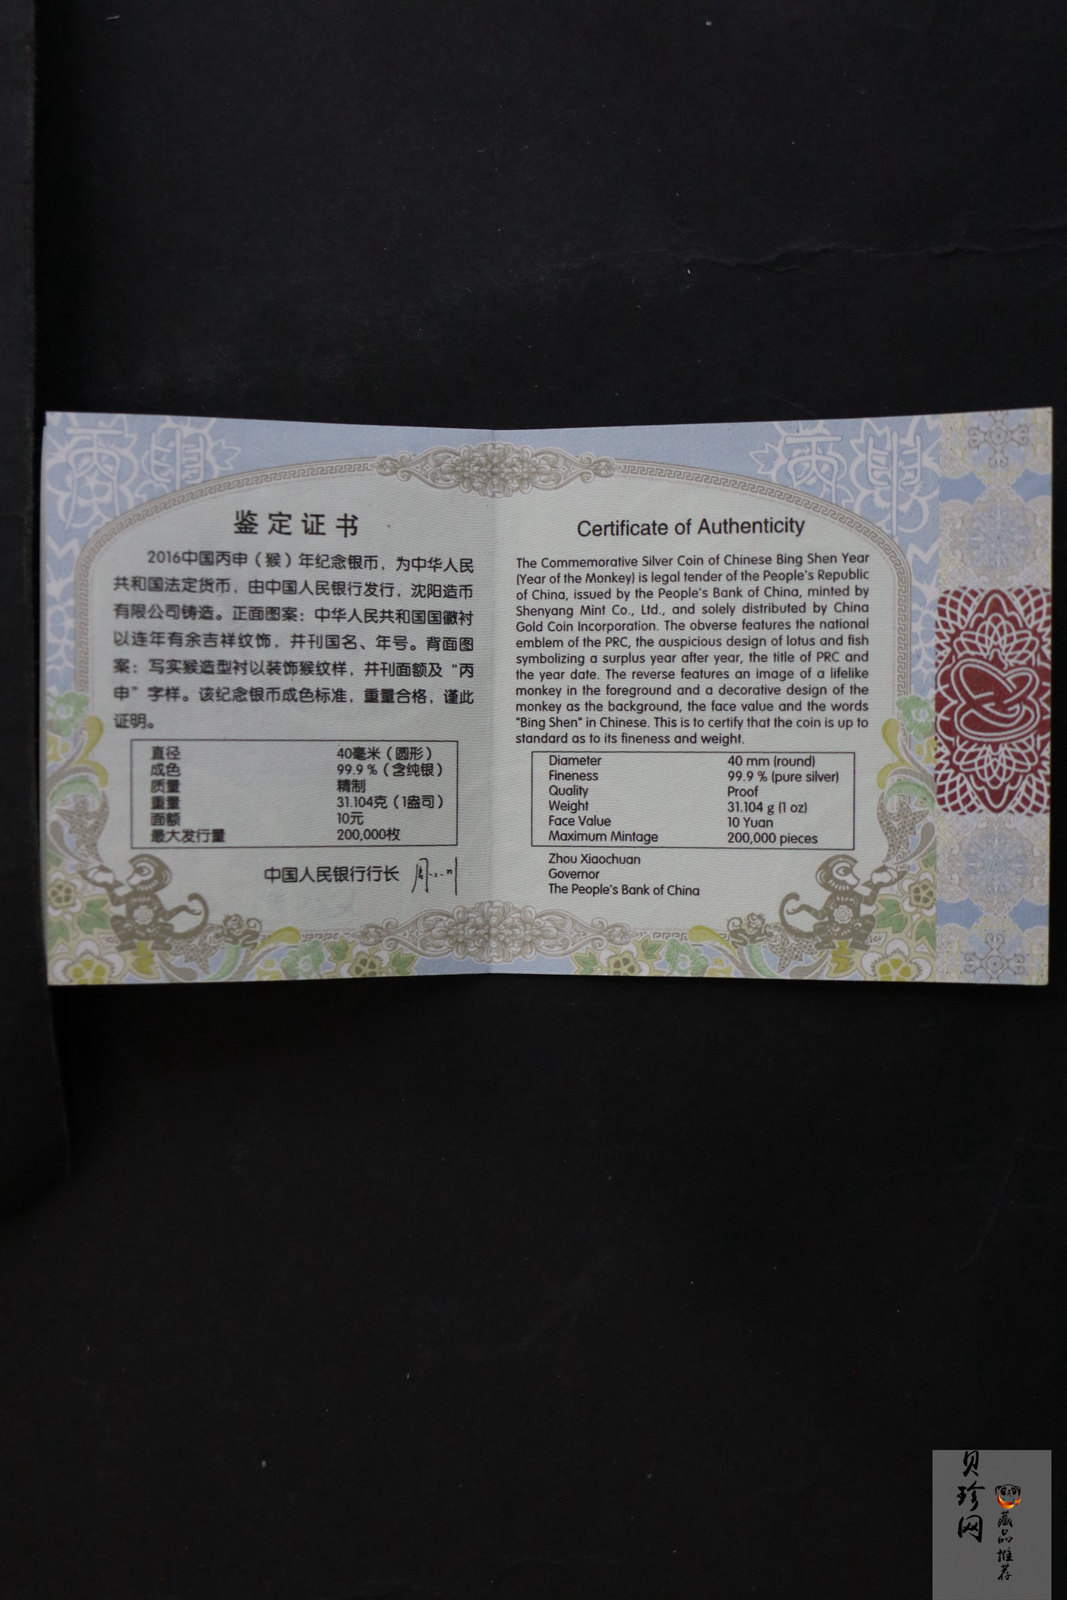 鉴定证书
2016中国丙申（猴）年纪念银币，为中华人民
共和国法定货币，由中国人民银行发行，沈阳造币
有限公司铸造。正面图案：中华人民共和国国徽衬
以连年有余吉祥纹饰，并刊国名、年号。背面图
案：写实猴造型衬以装饰猴纹样，并刊面额及“丙
申”字样。该纪念银币成色标准，重量合格，谨此
证明。
直径 40毫米（圆形）
成色 99.9 %（含纯银）
质量 精制
重量 31.104克（1盎司）
面额 10元
最大发行量 200,000枚
中国人民银行行长
Certificate of Authenticity
The Commemorative Silver Coin of Chinese Bing Shen Year
(Year of the Monkey) is legal tender of the People's Republic
of China, issued by the People's Bank of China, minted by
Shenyang Mint Co., Ltd., and solely distributed by China
Gold Coin Incorporation. The obverse features the national
emblem of the PRC, the auspicious design of lotus and fish
symbolizing a surplus year after year, the title of PRC and
the year date. The reverse features an image of a lifelike
monkey in the foreground and a decorative design of the
monkey as the background, the face value and the words
"Bing Shen" in Chinese. This is to certify that the coin is up to
standard as to its fineness and weight.
Diameter 40 mm (round)
Fineness 99.9 % (pure silver)
Quality Proof
Weight 31.104 g (1 oz)
Face Value 10 Yuan
Maximum Mintage 200,000 pieces
Zhou Xiaochuan
Governor
The People's Bank of China
贝珍网
藏品推荐